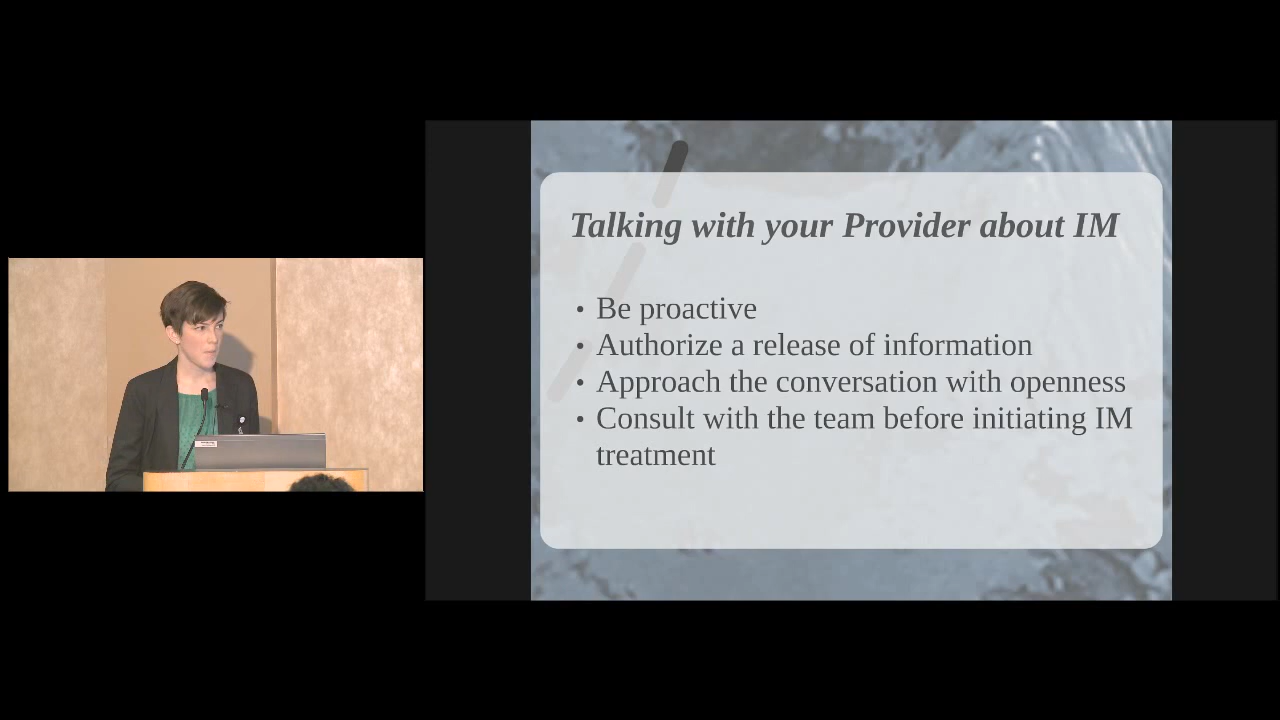 Talking with your Provider about IM
• Be proactive
• Authorize a release of information
• Approach the conversation with openness
• Consult with the team before initiating IM
treatment